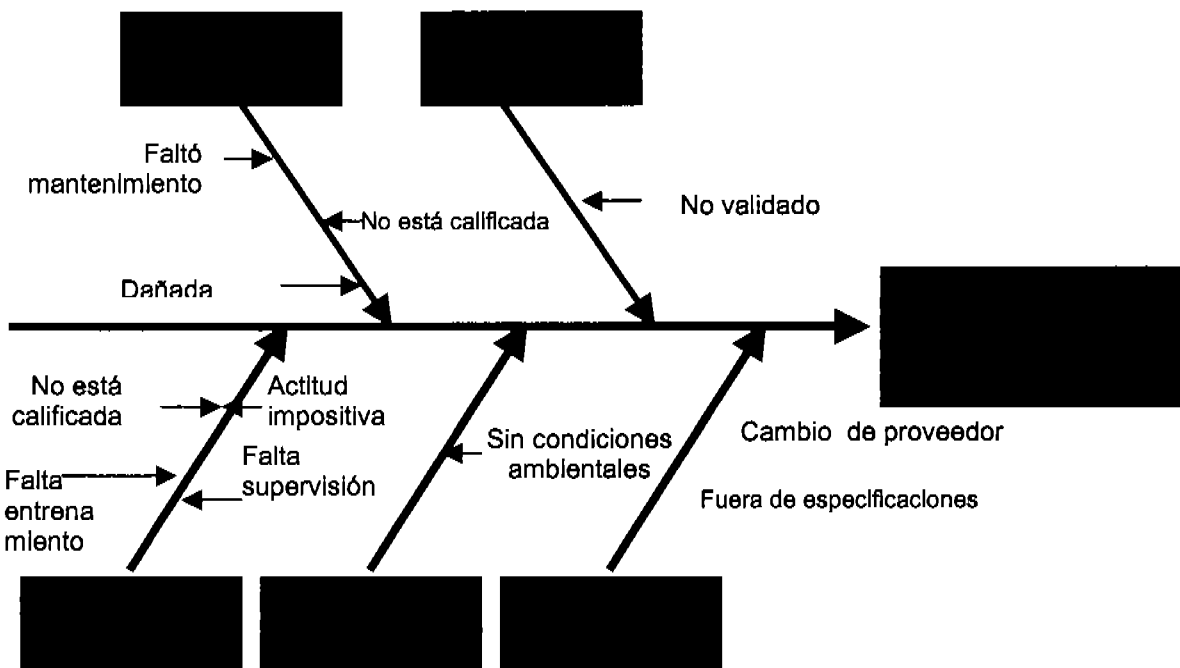 Faltó
mantenimiento
No está calificada
No validado
Dañada
No está
calificada
Actitud
impositiva
Falta
supervisión
Falta
entrena
miento
Sin condiciones
ambientales
Cambio de proveedor
Fuera de especificaciones